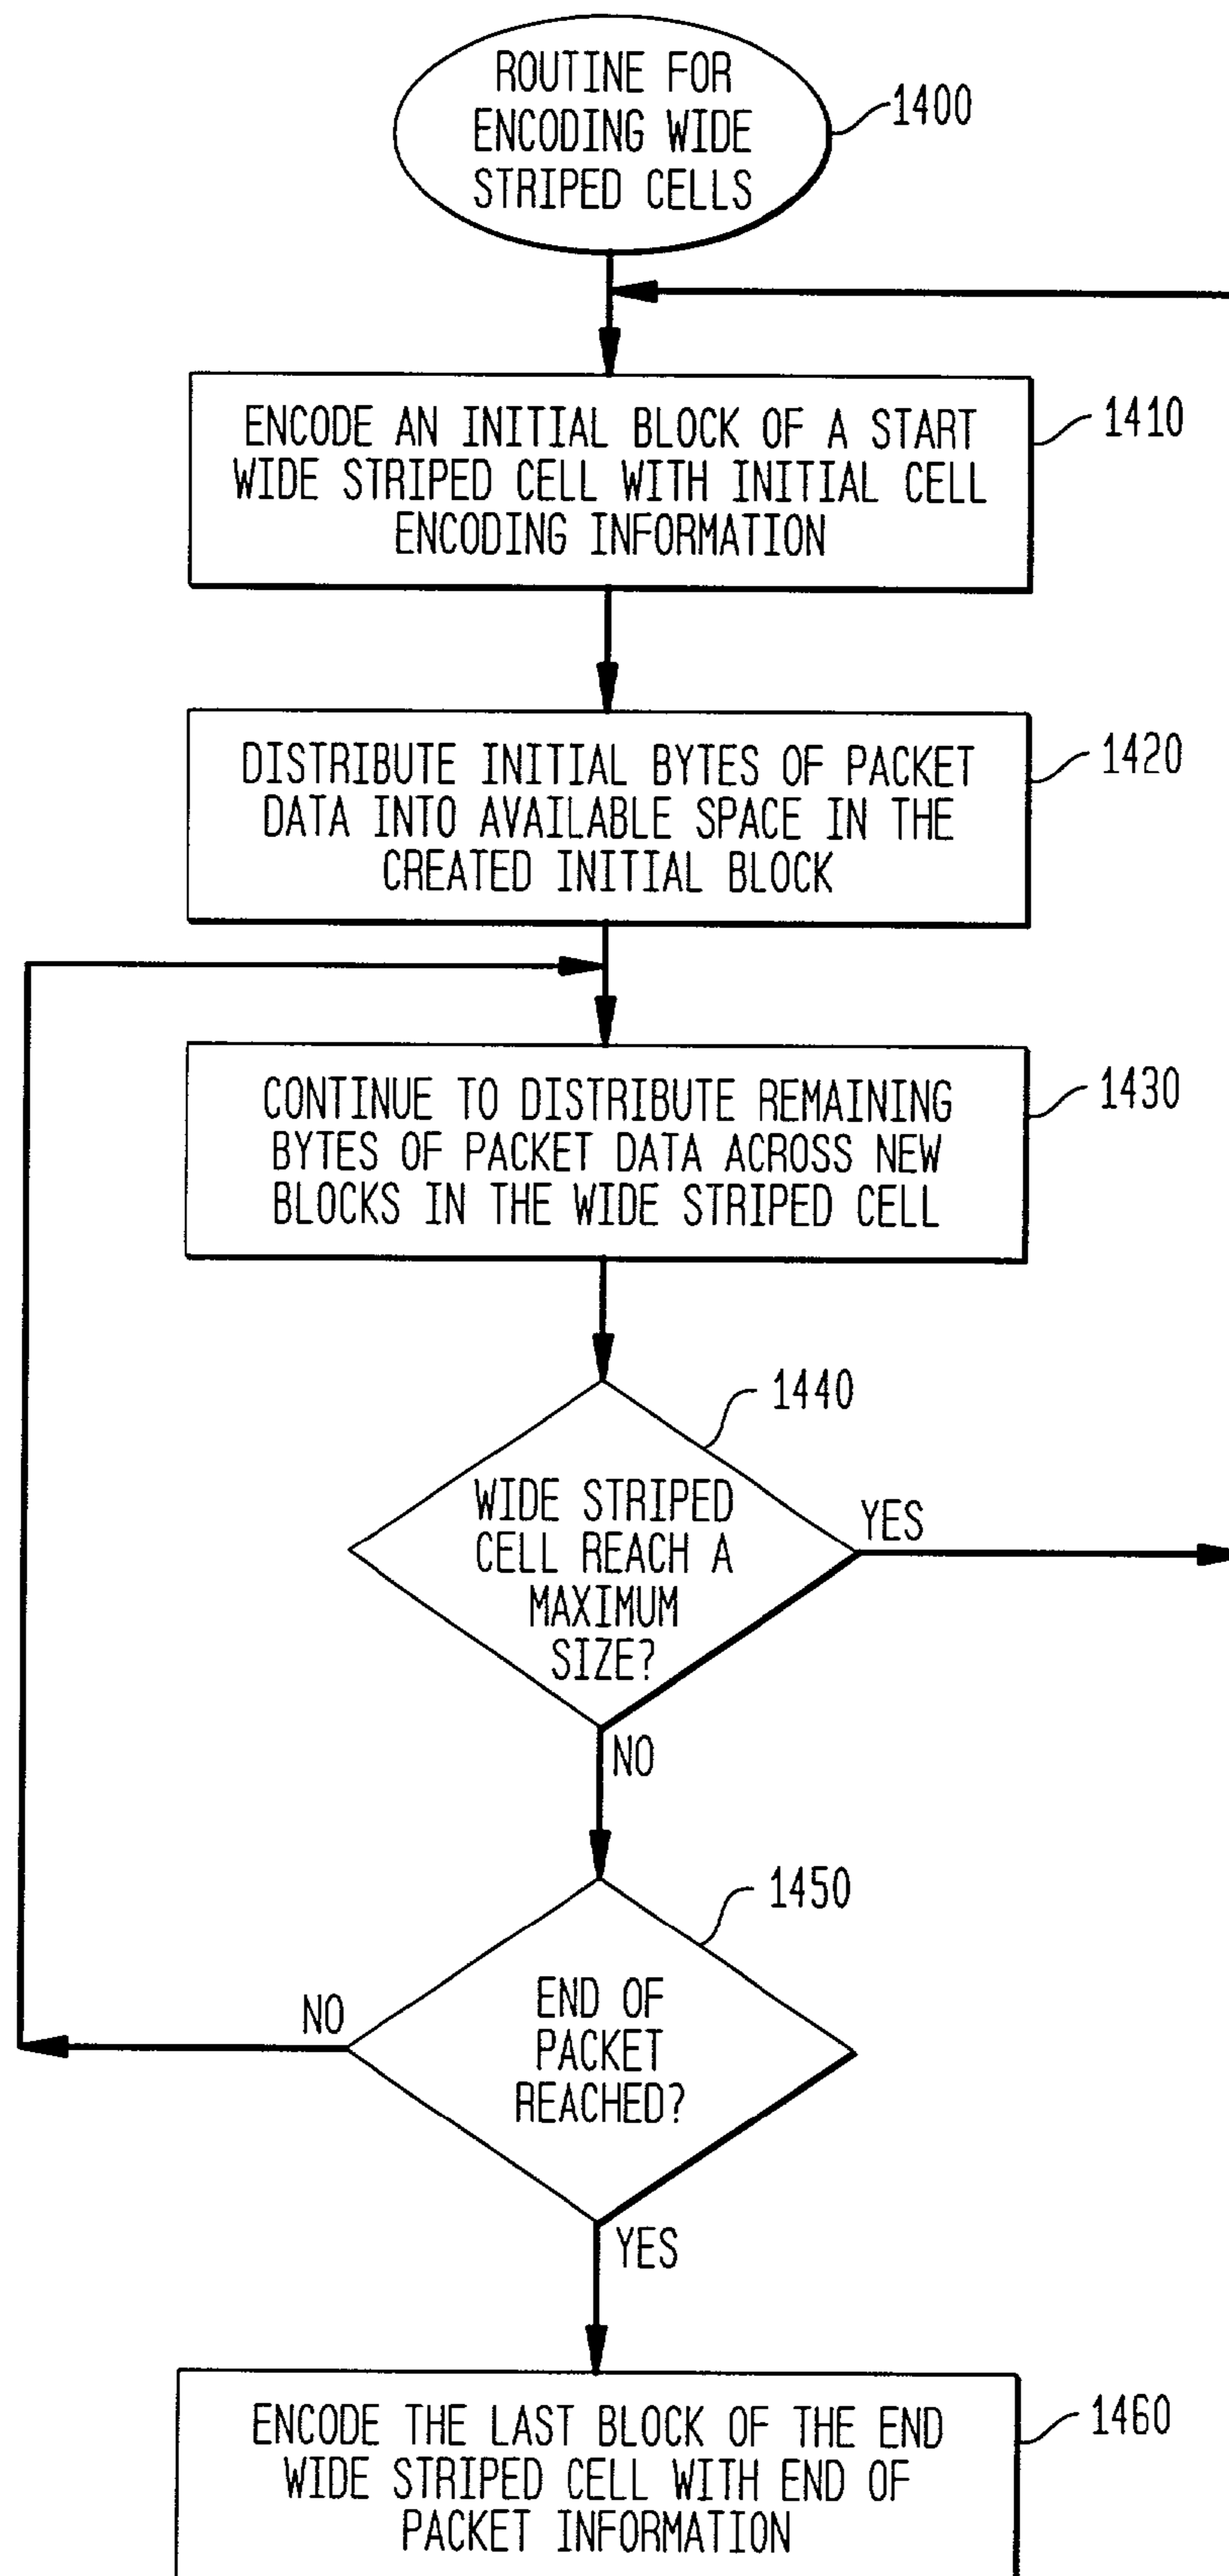 ROUTINE FOR
ENCODING WIDE
STRIPED CELLS
1400
ENCODE AN INITIAL BLOCK OF A START
WIDE STRIPED CELL WITH INITIAL CELL
ENCODING INFORMATION
1410
DISTRIBUTE INITIAL BYTES OF PACKET
DATA INTO AVAILABLE SPACE IN THE
CREATED INITIAL BLOCK
1420
CONTINUE TO DISTRIBUTE REMAINING
BYTES OF PACKET DATA ACROSS NEW
BLOCKS IN THE WIDE STRIPED CELL
1430
1440
WIDE STRIPED
CELL REACH A
MAXIMUM
SIZE?
YES
NO
1450
END OF
PACKET
REACHED?
NO
YES
ENCODE THE LAST BLOCK OF THE END
WIDE STRIPED CELL WITH END OF
PACKET INFORMATION
1460